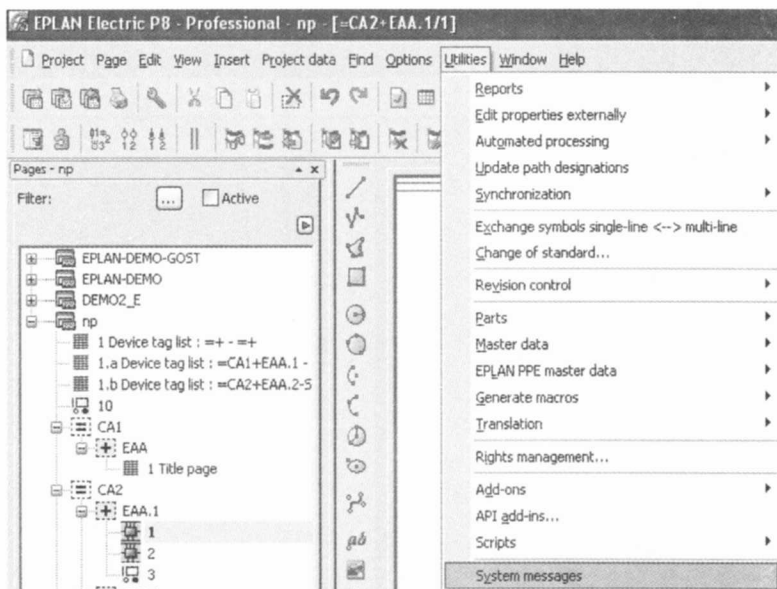 EPLAN Electric P8 - Professional - np - [=CA2+EAA.1/1]
Project Page Edit View Insert Project data Find Options Utilities Window Help
Pages - np
Filter: ... Active
EPLAN-DEMO-GOST
EPLAN-DEMO
DEMO2_E
np
1 Device tag list : =+ - =+
1.a Device tag list : =CA1+EAA.1 -
1.b Device tag list : =CA2+EAA.2-S
10
CA1
EAA
1 Title page
CA2
EAA.1
1
2
3
ab
Reports
Edit properties externally
Automated processing
Update path designations
Synchronization
Exchange symbols single-line <--> multi-line
Change of standard...
Revision control
Parts
Master data
EPLAN PPE master data
Generate macros
Translation
Rights management...
Add-ons
API add-ins...
Scripts
System messages